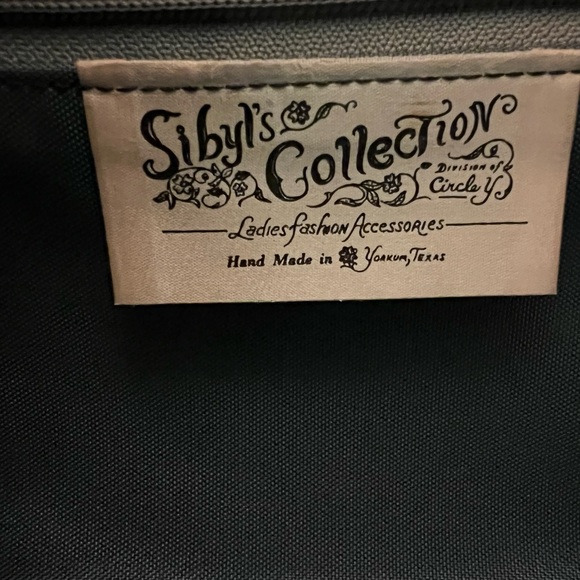 Sibyl's
Collection
Division of
Circle Y
Ladies Fashion Accessories
Hand Made in Yoakum, Texas